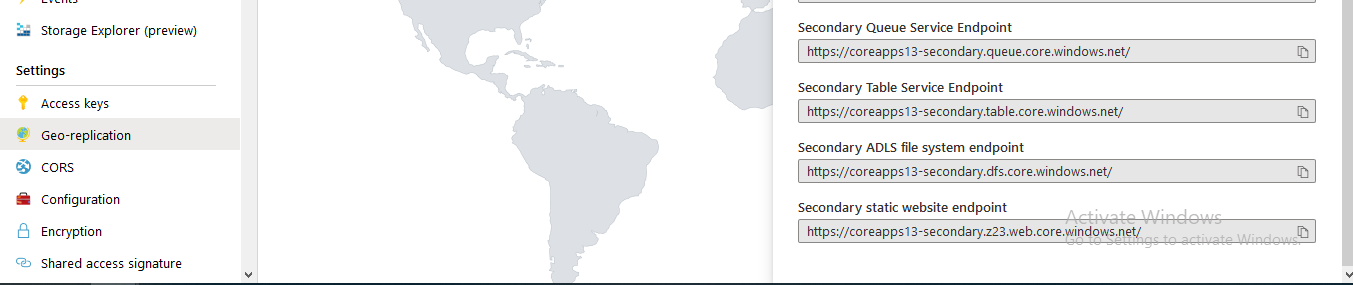 Events
Storage Explorer (preview)
Settings
Access keys
Geo-replication
CORS
Configuration
Encryption
Shared access signature
Secondary Queue Service Endpoint
https://coreapps13-secondary.queue.core.windows.net/
Secondary Table Service Endpoint
https://coreapps13-secondary.table.core.windows.net/
Secondary ADLS file system endpoint
https://coreapps13-secondary.dfs.core.windows.net/
Secondary static website endpoint
https://coreapps13-secondary.z23.web.core.windows.net/
Activate Windows
Go to Settings to activate Windows.